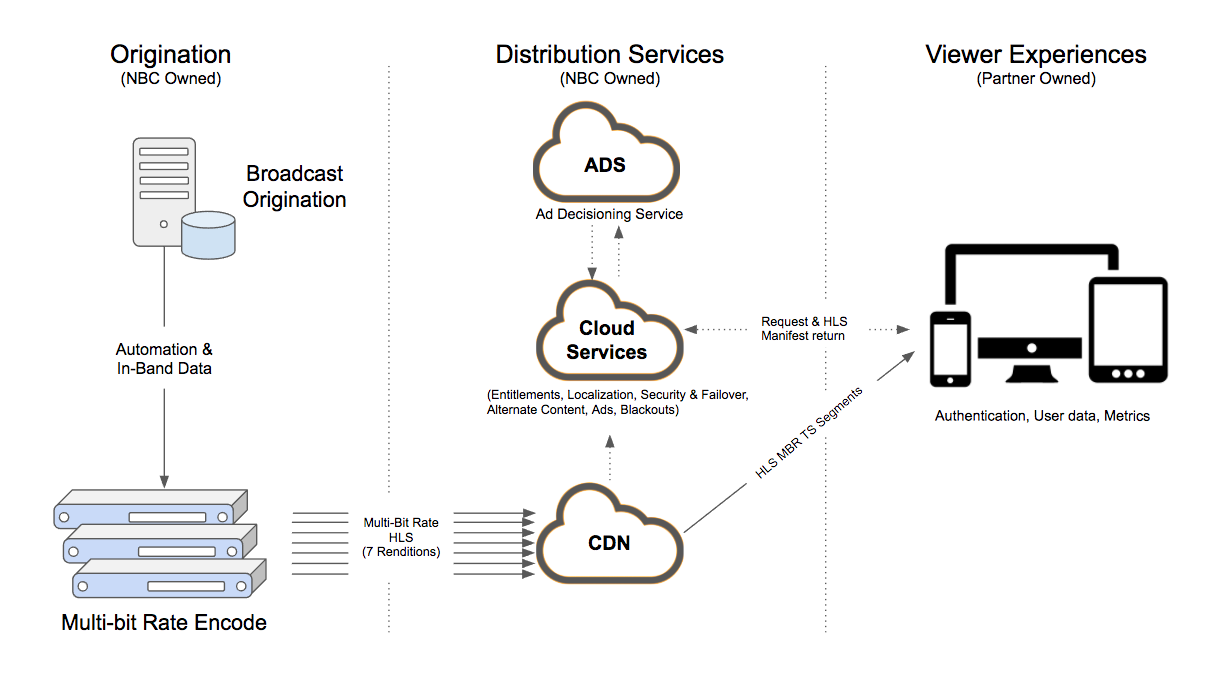 Origination
(NBC Owned)
Distribution Services
(NBC Owned)
Viewer Experiences
(Partner Owned)
Broadcast
Origination
Automation &
In-Band Data
Multi-bit Rate Encode
Multi-Bit Rate
HLS
(7 Renditions)
ADS
Ad Decisioning Service
Cloud
Services
(Entitlements, Localization, Security & Failover,
Alternate Content, Ads, Blackouts)
CDN
Request & HLS
Manifest return
HLS MBR TS Segments
Authentication, User data, Metrics